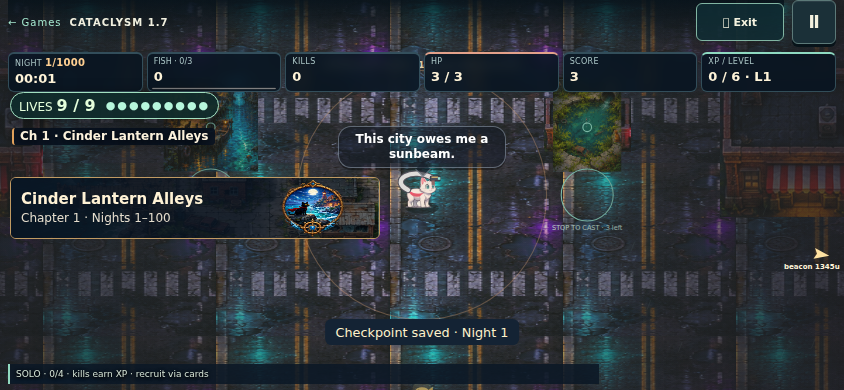 ← Games CATACLYSM 1.7
Exit
NIGHT 1/1000
00:01
FISH · 0/3
0
KILLS
0
HP
3 / 3
SCORE
3
XP / LEVEL
0 / 6 · L1
LIVES 9 / 9
Ch 1 · Cinder Lantern Alleys
This city owes me a
sunbeam.
Cinder Lantern Alleys
Chapter 1 · Nights 1–100
STOP TO CAST · 3 left
beacon 1345u
Checkpoint saved · Night 1
SOLO · 0/4 · kills earn XP · recruit via cards